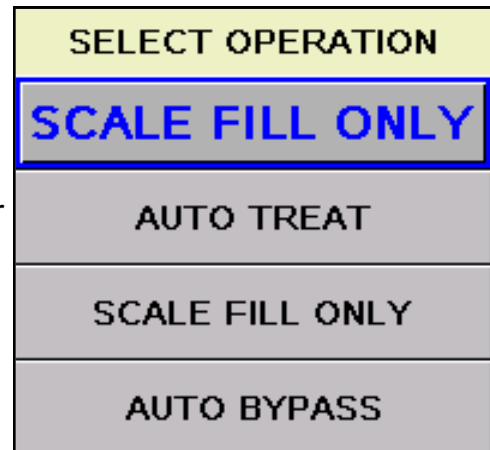 SELECT OPERATION
SCALE FILL ONLY
AUTO TREAT
SCALE FILL ONLY
AUTO BYPASS